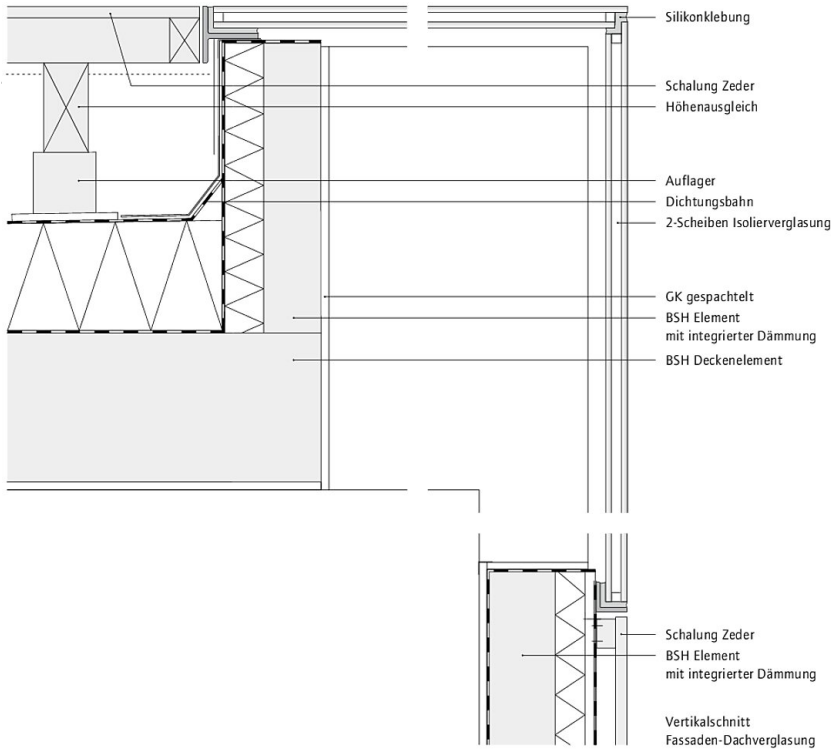 Silikonklebung
Schalung Zeder
Höhenausgleich
Auflager
Dichtungsbahn
2-Scheiben Isolierverglasung
GK gespachtelt
BSH Element
mit integrierter Dämmung
BSH Deckenelement
Schalung Zeder
BSH Element
mit integrierter Dämmung
Vertikalschnitt
Fassaden-Dachverglasung